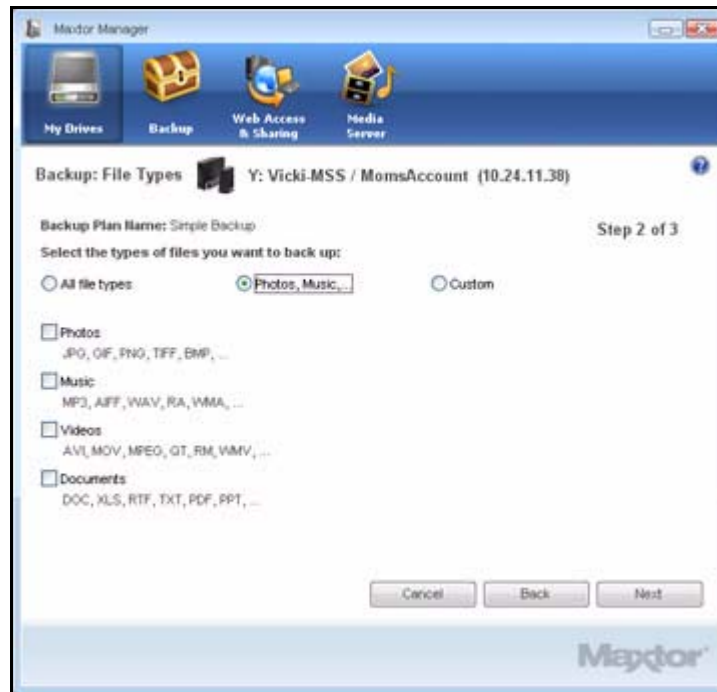 Maxtor Manager
My Drives
Backup
Web Access
& Sharing
Media
Server
Backup: File Types
Y: Vicki-MSS / MomsAccount (10.24.11.38)
Backup Plan Name: Simple Backup
Step 2 of 3
Select the types of files you want to back up:
All file types
Photos, Music,...
Custom
Photos
JPG, GIF, PNG, TIFF, BMP, ...
Music
MP3, AIFF, WAV, RA, WMA, ...
Videos
AVI, MOV, MPEG, QT, RM, WMV, ...
Documents
DOC, XLS, RTF, TXT, PDF, PPT, ...
Cancel
Back
Next
Maxtor